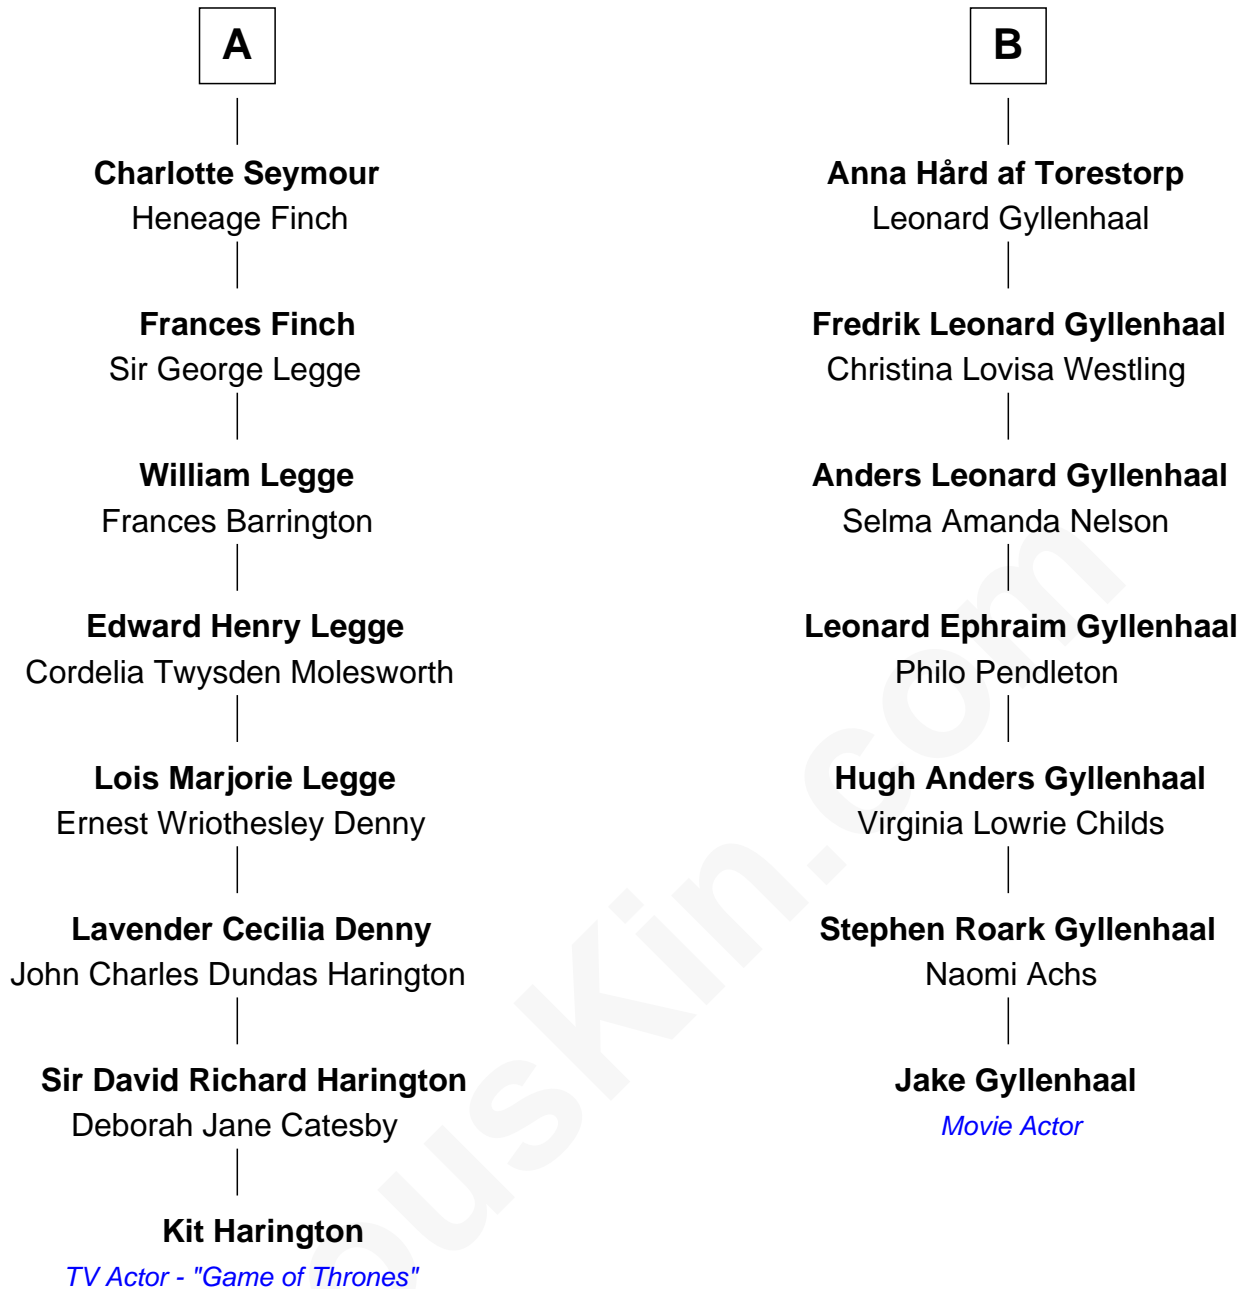 A
Charlotte Seymour
Heneage Finch
Frances Finch
Sir George Legge
William Legge
Frances Barrington
Edward Henry Legge
Cordelia Twysden Molesworth
Lois Marjorie Legge
Ernest Wriothesley Denny
Lavender Cecilia Denny
John Charles Dundas Harington
Sir David Richard Harington
Deborah Jane Catesby
Kit Harington
TV Actor - "Game of Thrones"
B
Anna Hård af Torestorp
Leonard Gyllenhaal
Fredrik Leonard Gyllenhaal
Christina Lovisa Westling
Anders Leonard Gyllenhaal
Selma Amanda Nelson
Leonard Ephraim Gyllenhaal
Philo Pendleton
Hugh Anders Gyllenhaal
Virginia Lowrie Childs
Stephen Roark Gyllenhaal
Naomi Achs
Jake Gyllenhaal
Movie Actor
ousKin.com